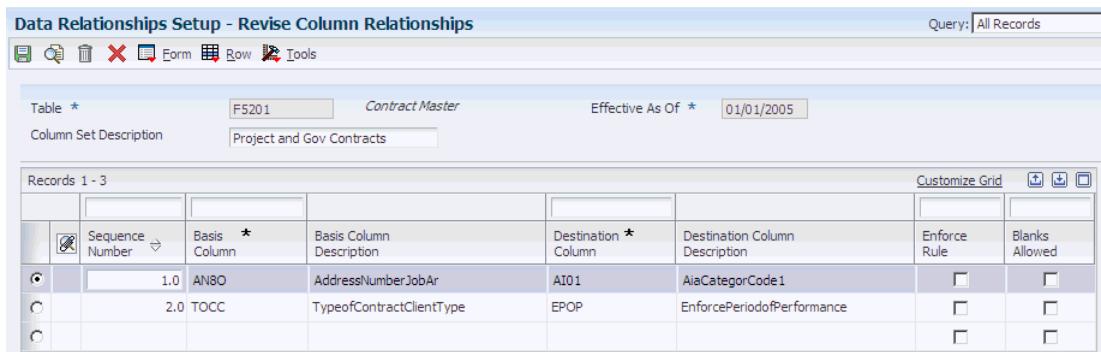 Data Relationships Setup - Revise Column Relationships Query: All Records
Form Row Tools
Table * F5201 Contract Master Effective As Of * 01/01/2005
Column Set Description Project and Gov Contracts
Records 1 - 3 Customize Grid
Sequence Number Basis * Column Basis Column Description Destination * Column Destination Column Description Enforce Rule Blanks Allowed
1.0 AN8O AddressNumberJobAr AI01 AiaCategorCode1
2.0 TOCC TypeofContractClientType EPOP EnforcePeriodofPerformance